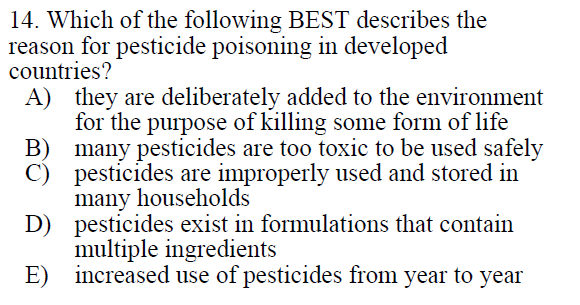 14. Which of the following BEST describes the
reason for pesticide poisoning in developed
countries?
A) they are deliberately added to the environment
for the purpose of killing some form of life
B) many pesticides are too toxic to be used safely
C) pesticides are improperly used and stored in
many households
D) pesticides exist in formulations that contain
multiple ingredients
E) increased use of pesticides from year to year